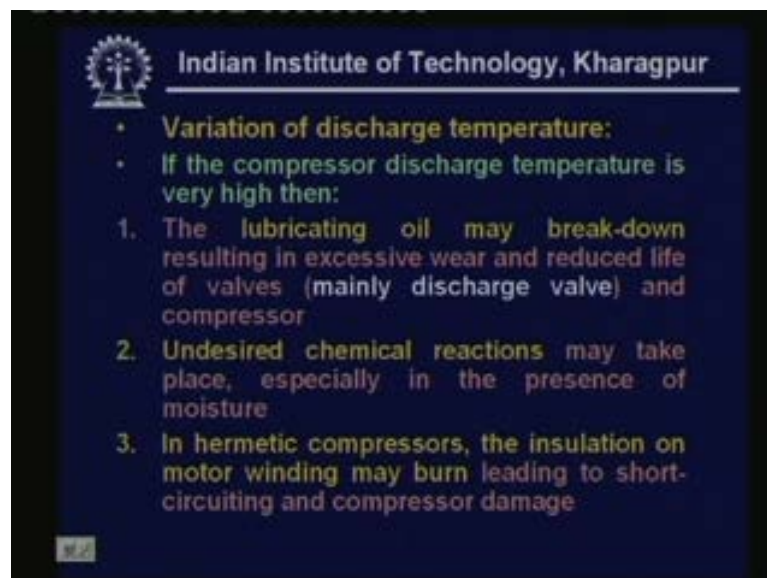 Indian Institute of Technology, Kharagpur
• Variation of discharge temperature:
• If the compressor discharge temperature is
very high then:
1. The lubricating oil may break-down
resulting in excessive wear and reduced life
of valves (mainly discharge valve) and
compressor
2. Undesired chemical reactions may take
place, especially in the presence of
moisture
3. In hermetic compressors, the insulation on
motor winding may burn leading to short-
circuiting and compressor damage